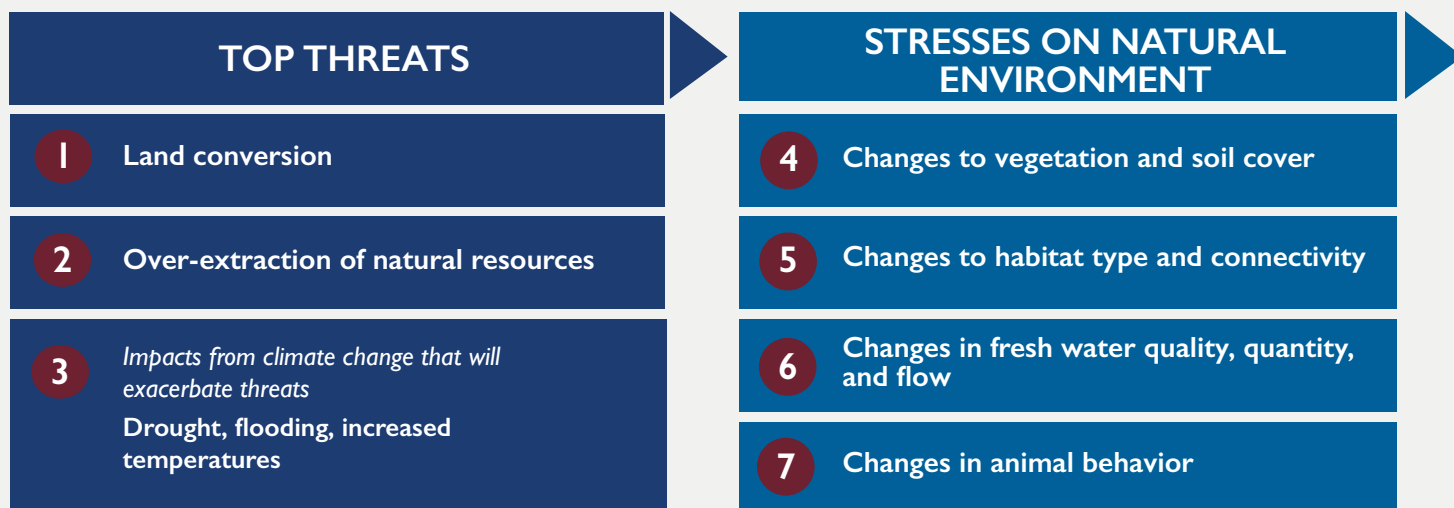 TOP THREATS
1
Land conversion
2
Over-extraction of natural resources
3
Impacts from climate change that will
exacerbate threats
Drought, flooding, increased
temperatures
STRESSES ON NATURAL
ENVIRONMENT
4
Changes to vegetation and soil cover
5
Changes to habitat type and connectivity
6
Changes in fresh water quality, quantity,
and flow
7
Changes in animal behavior